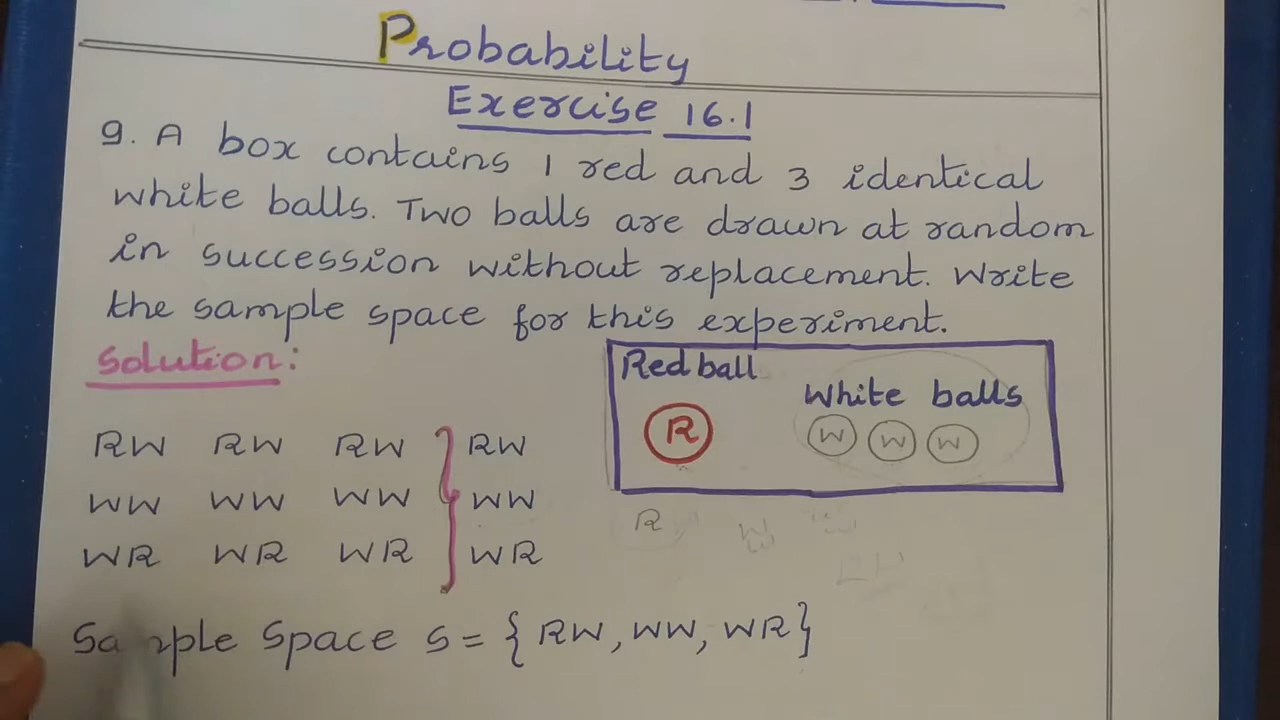 Probability
Exercise 16.1
9. A box contains 1 red and 3 identical
white balls. Two balls are drawn at random
in succession without replacement. Write
the sample space for this experiment.
Solution:
Red ball
White balls
R W W W
RW RW RW } RW
WW WW WW WW
WR WR WR WR
R
Sample Space S = {RW, WW, WR}